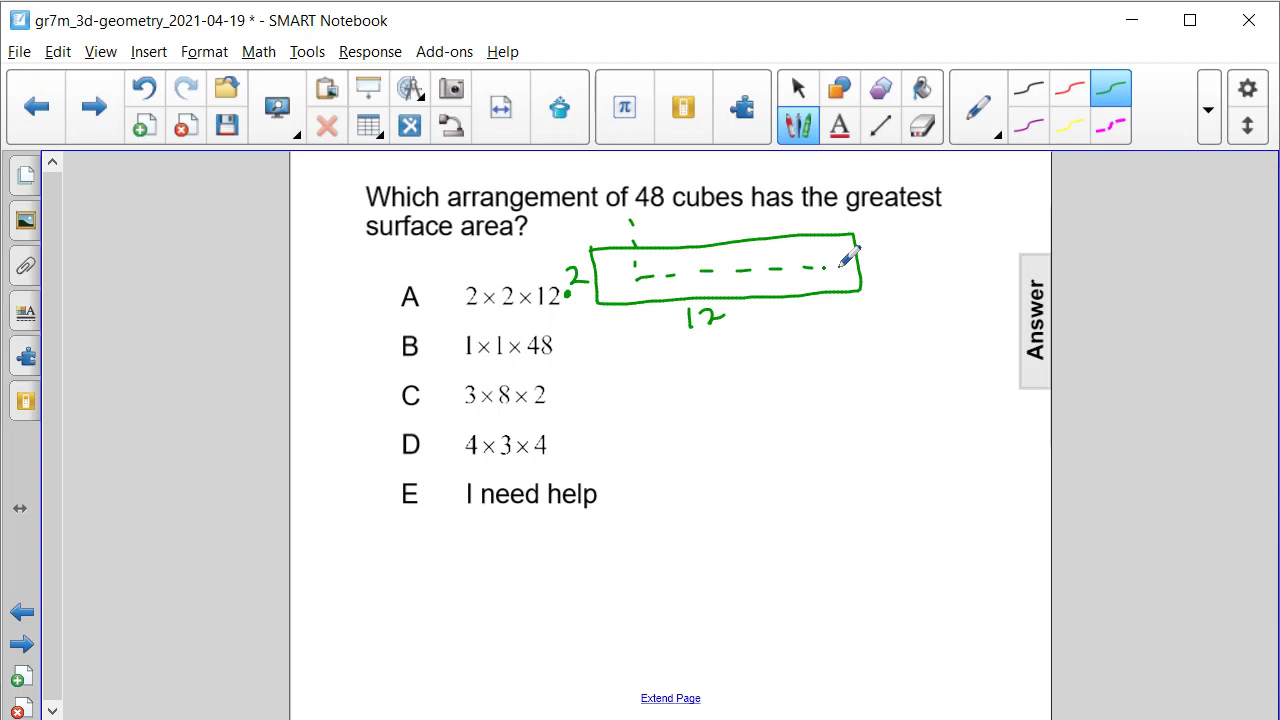 gr7m_3d-geometry_2021-04-19 * - SMART Notebook
File Edit View Insert Format Math Tools Response Add-ons Help
Which arrangement of 48 cubes has the greatest
surface area?
A 2 × 2 × 12
2
12
B 1 × 1 × 48
C 3 × 8 × 2
D 4 × 3 × 4
E I need help
Answer
Extend Page